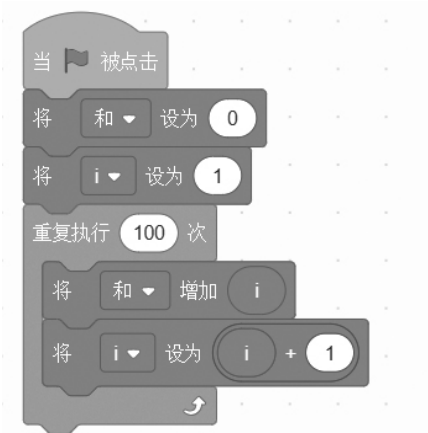 当 被点击
将 和 设为 0
将 i 设为 1
重复执行 100 次
将 和 增加 i
将 i 设为 i + 1